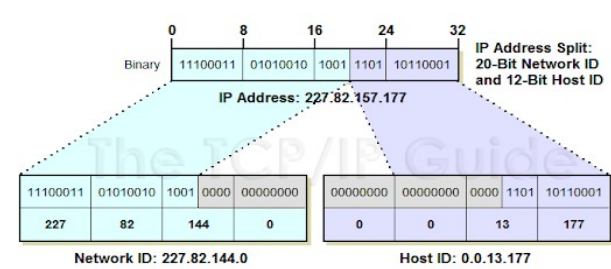 0 8 16 24 32
IP Address Split:
20-Bit Network ID
and 12-Bit Host ID
Binary 11100011 01010010 1001 1101 10110001
IP Address: 227.82.157.177
The TCP/IP Guide
11100011 01010010 1001 0000 00000000
227 82 144 0
Network ID: 227.82.144.0
00000000 00000000 0000 1101 10110001
0 0 13 177
Host ID: 0.0.13.177